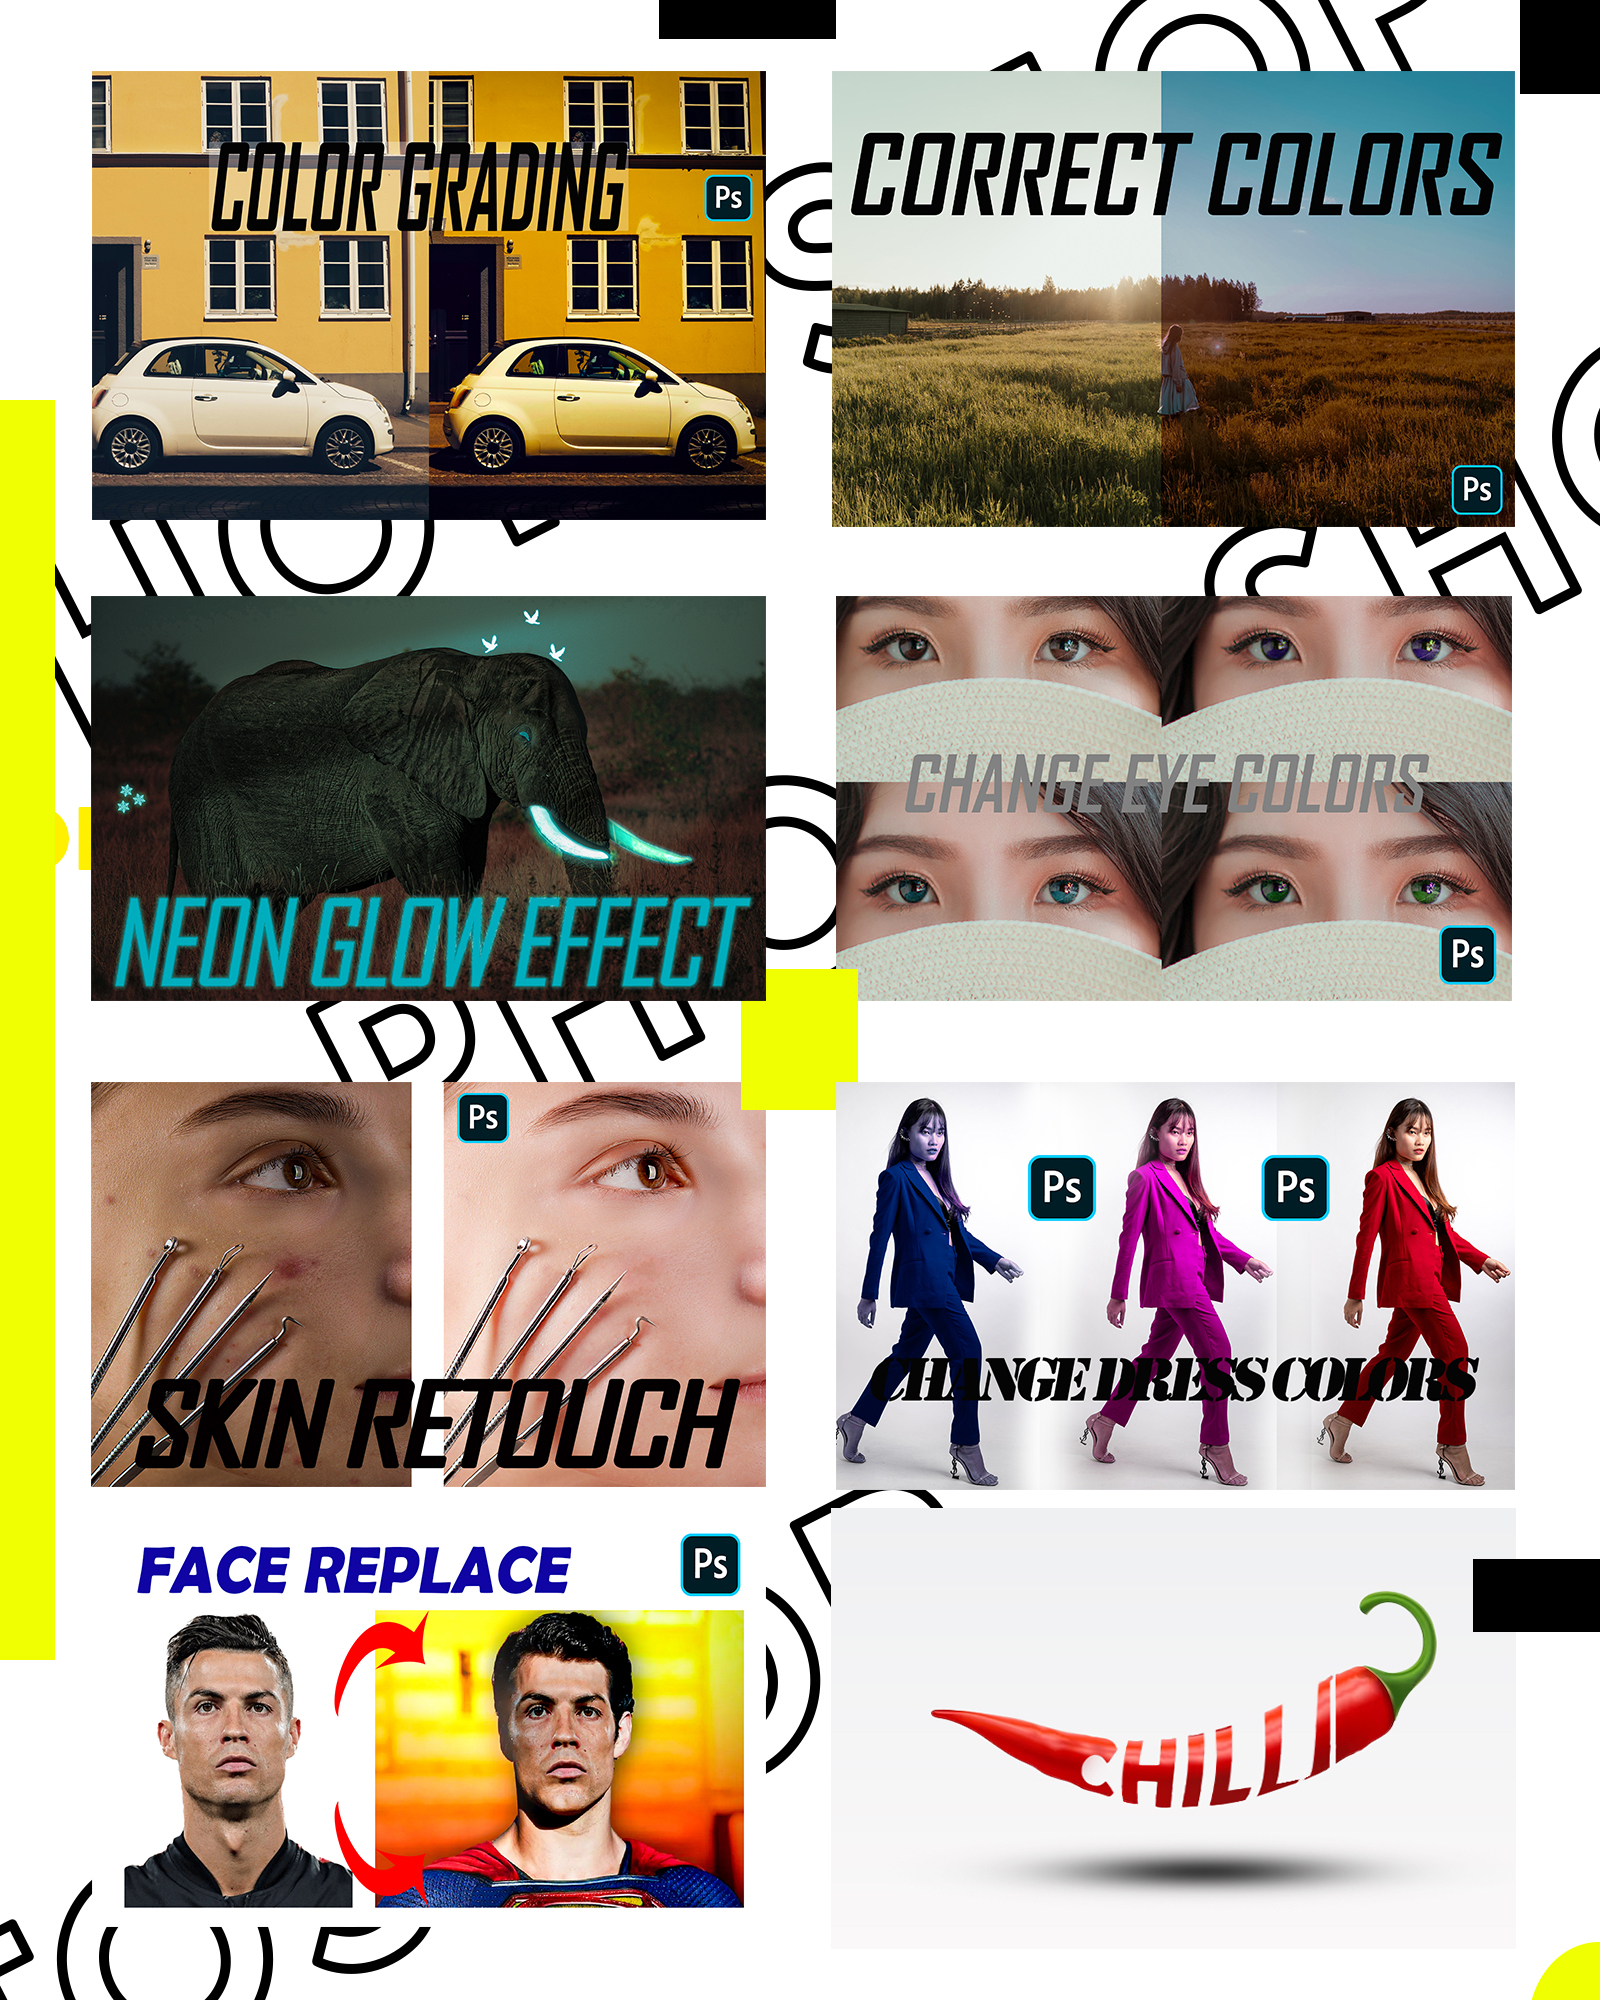 COLOR GRADING
Ps
CORRECT COLORS
Ps
NEON GLOW EFFECT
CHANGE EYE COLORS
Ps
Ps
SKIN RETOUCH
Ps
Ps
CHANGE DRESS COLORS
FACE REPLACE
Ps
CHILLI